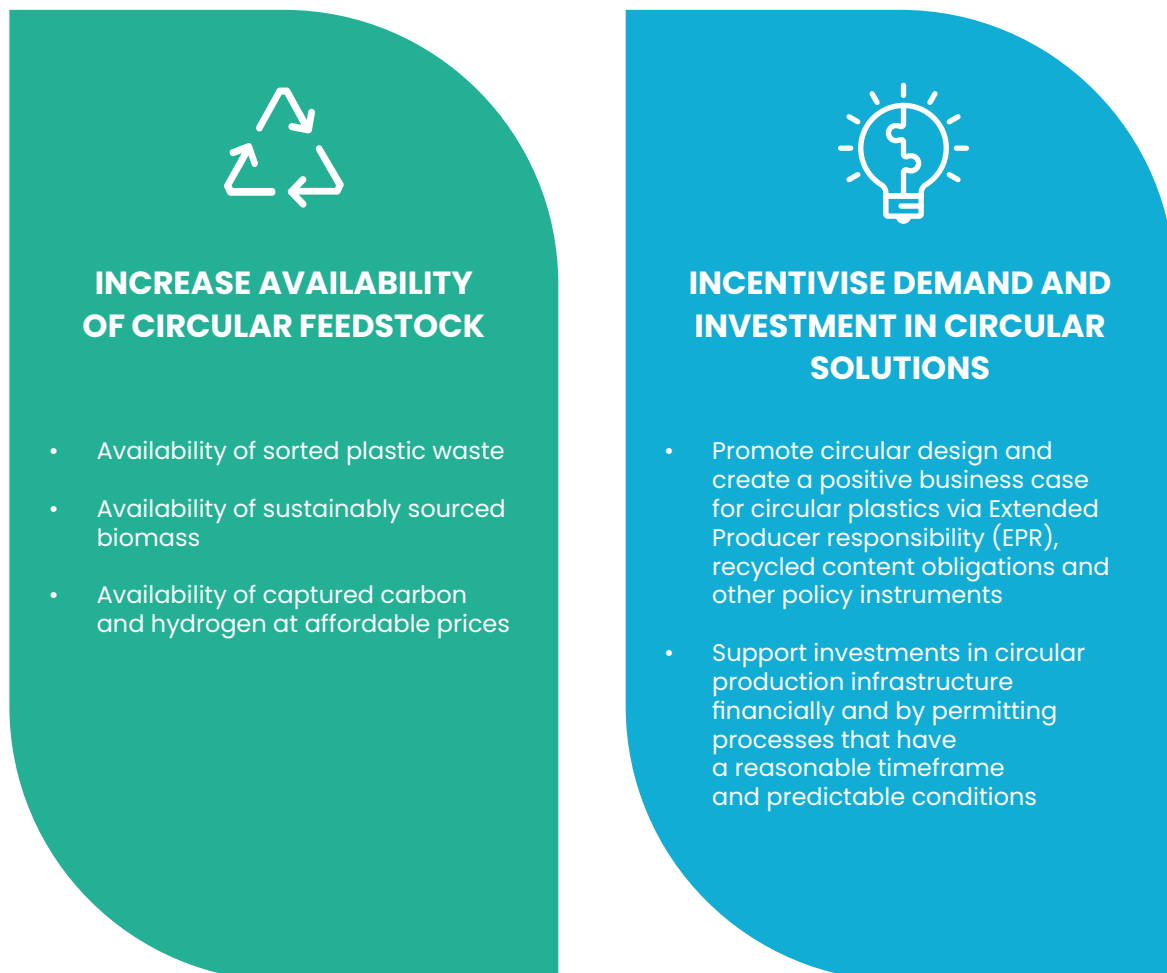 INCREASE AVAILABILITY
OF CIRCULAR FEEDSTOCK
• Availability of sorted plastic waste
• Availability of sustainably sourced
biomass
• Availability of captured carbon
and hydrogen at affordable prices
INCENTIVISE DEMAND AND
INVESTMENT IN CIRCULAR
SOLUTIONS
• Promote circular design and
create a positive business case
for circular plastics via Extended
Producer responsibility (EPR),
recycled content obligations and
other policy instruments
• Support investments in circular
production infrastructure
financially and by permitting
processes that have
a reasonable timeframe
and predictable conditions